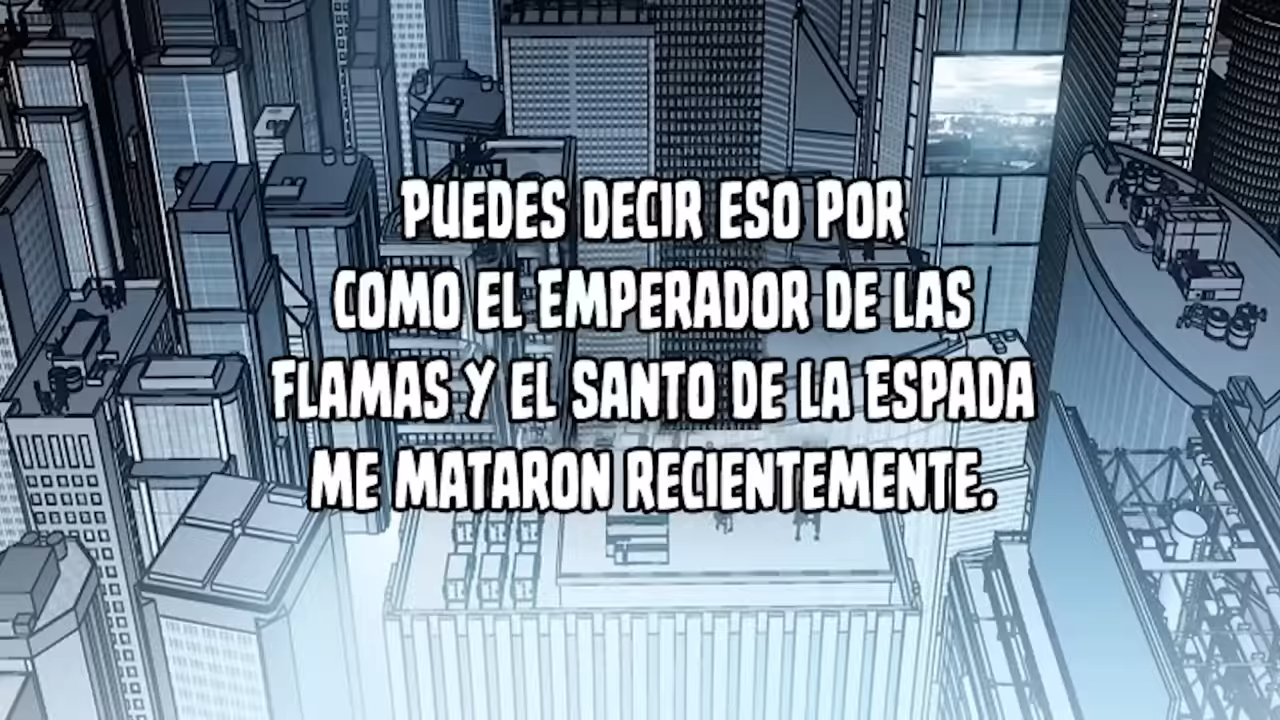 PUEDES DECIR ESO POR
COMO EL EMPERADOR DE LAS
FLAMAS Y EL SANTO DE LA ESPADA
ME MATARON RECIENTEMENTE.